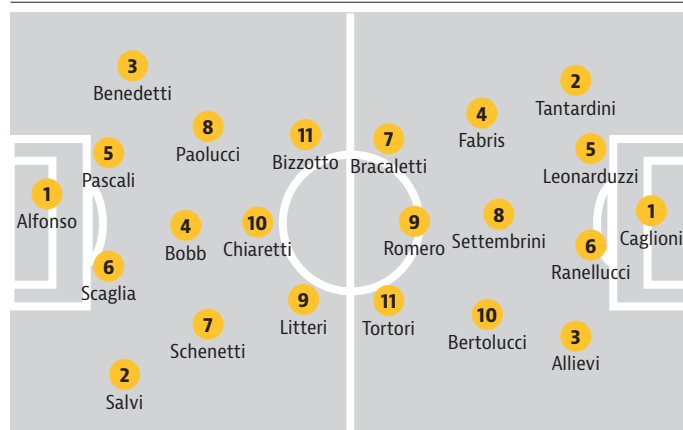 3
Benedetti
8
Paolucci
11
Bizzotto
5
Pascali
1
Alfonso
4
Bobb
10
Chiaretti
6
Scaglia
9
Litteri
7
Schenetti
2
Salvi
2
Tantardini
4
Fabris
7
Bracaletti
5
Leonarduzzi
1
Caglioni
9
Romero
8
Settembrini
6
Ranellucci
11
Tortori
10
Bertolucci
3
Allievi